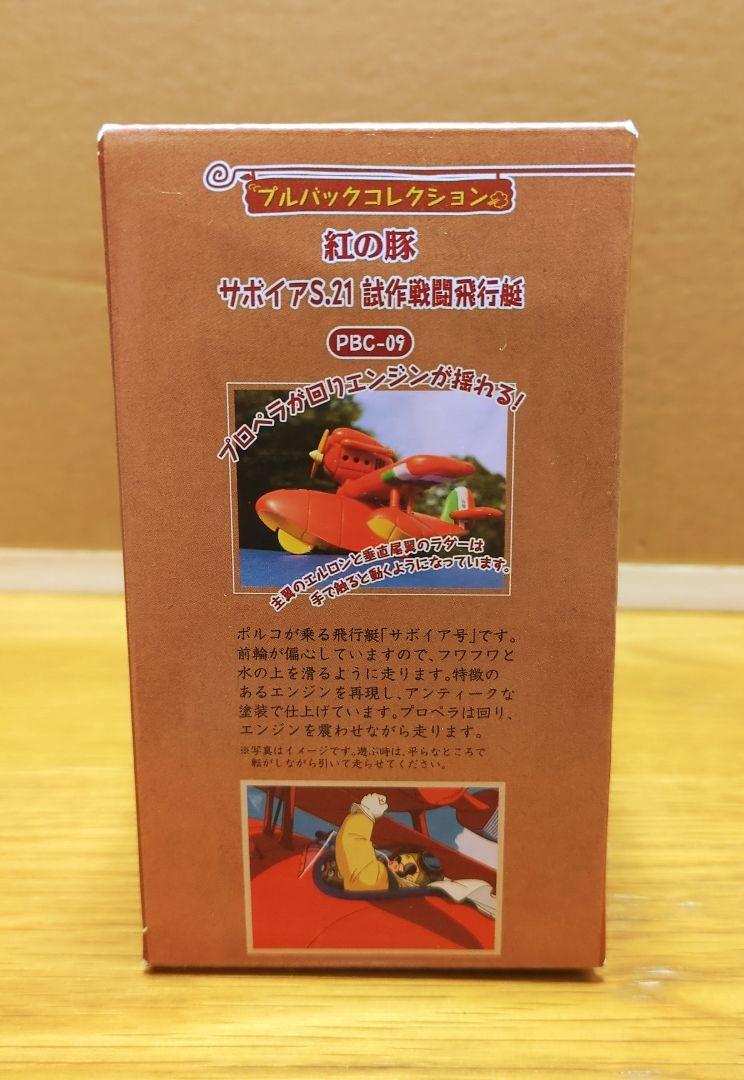 プルバックコレクション
紅の豚
サボイアS.21 試作戦闘飛行艇
PBC-09
プロペラが回りエンジンが揺れる!
主翼のエルロンと垂直尾翼のラダーは
手で触ると動くようになっています。
ポルコが乗る飛行艇「サボイア号」です。
前輪が偏心していますので、フワフワと
水の上を滑るように走ります。特徴の
あるエンジンを再現し、アンティークな
塗装で仕上げています。プロペラは回り、
エンジンを震わせながら走ります。
※写真はイメージです。遊ぶ時は、平らなところで
転がしながら引いて走らせてください。